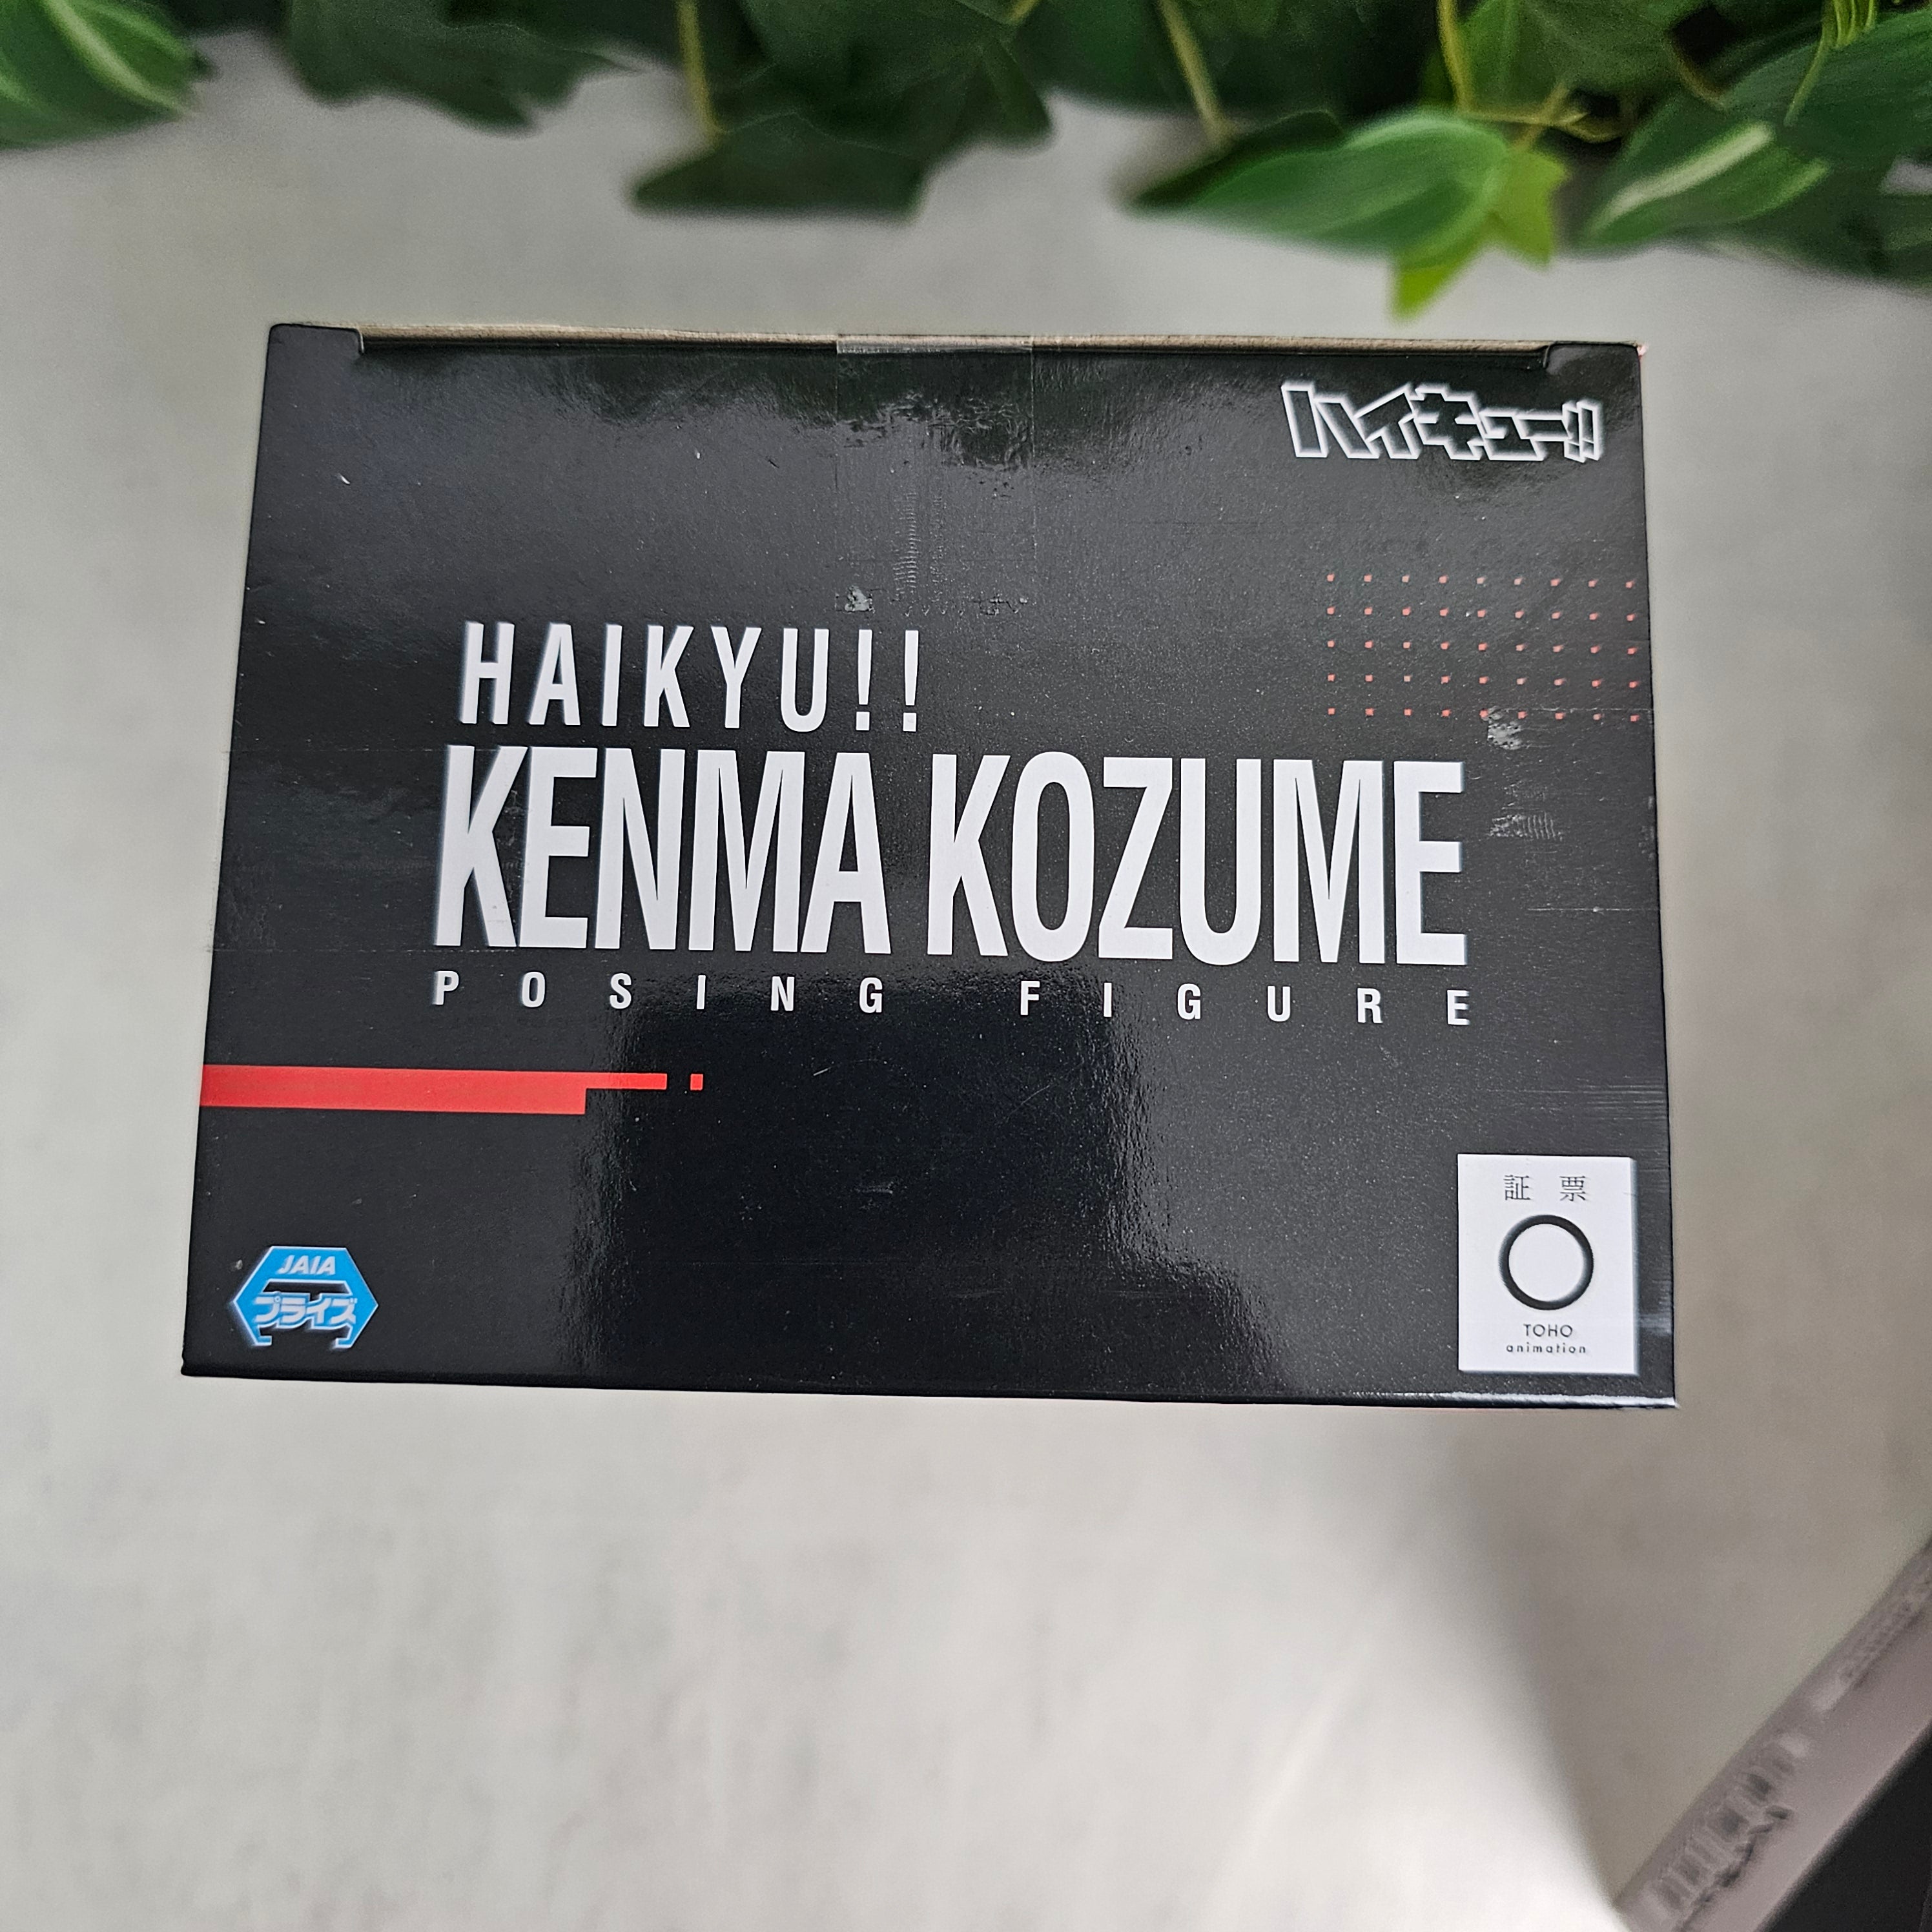 ハイキュー!!
HAIKYU!!
KENMA KOZUME
POSING FIGURE
JAIA
プライズ
証票
TOHO
animation